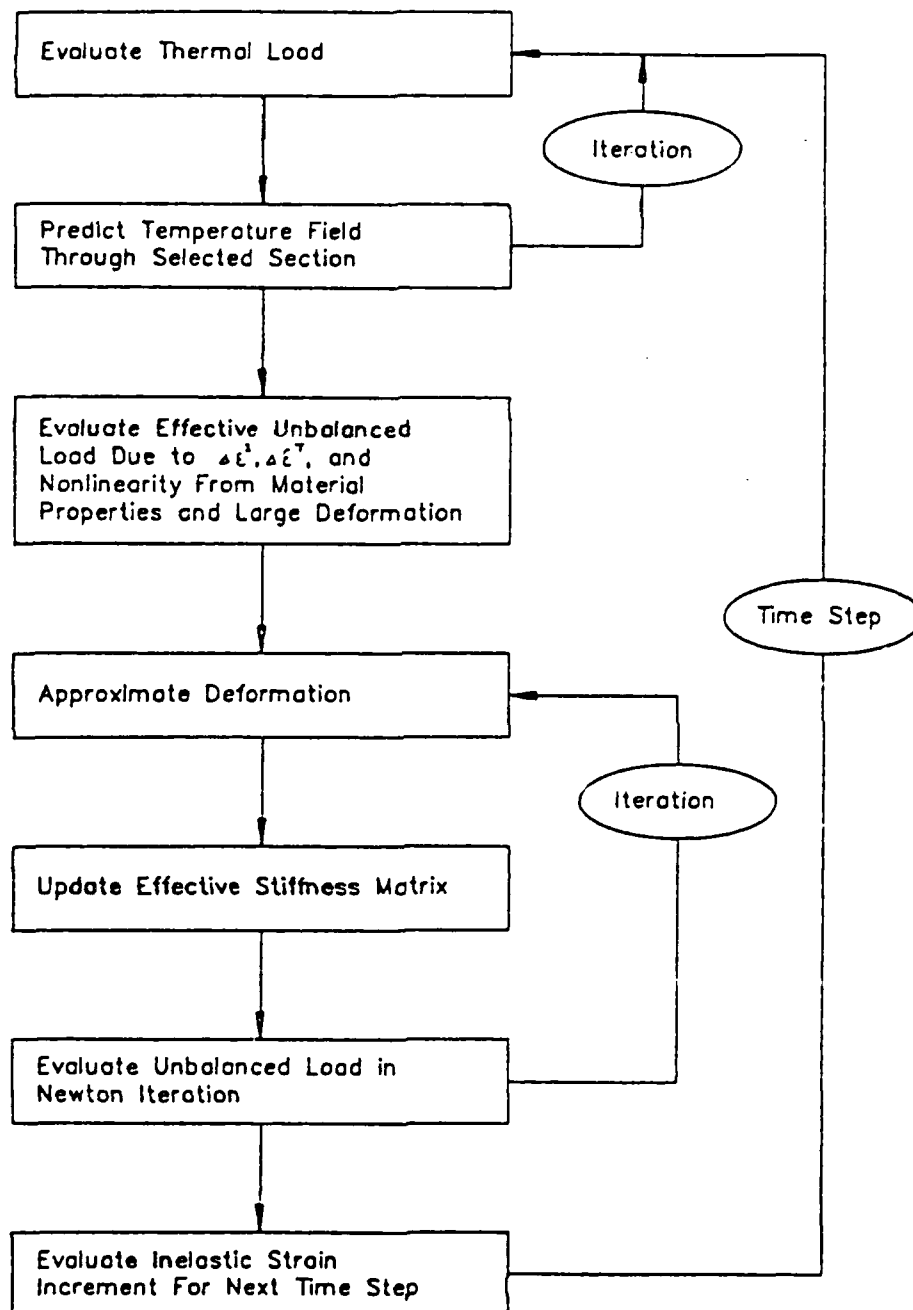 Evaluate Thermal Load
Iteration
Predict Temperature Field
Through Selected Section
Evaluate Effective Unbalanced
Load Due to Δε¹, Δε̇ᵀ, and
Nonlinearity From Material
Properties and Large Deformation
Time Step
Approximate Deformation
Iteration
Update Effective Stiffness Matrix
Evaluate Unbalanced Load in
Newton Iteration
Evaluate Inelastic Strain
Increment For Next Time Step